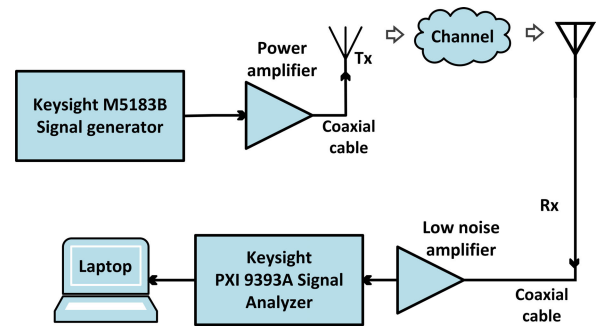 Keysight M5183B
Signal generator
Power
amplifier
Tx
Coaxial
cable
Channel
Rx
Coaxial
cable
Low noise
amplifier
Keysight
PXI 9393A Signal
Analyzer
Laptop